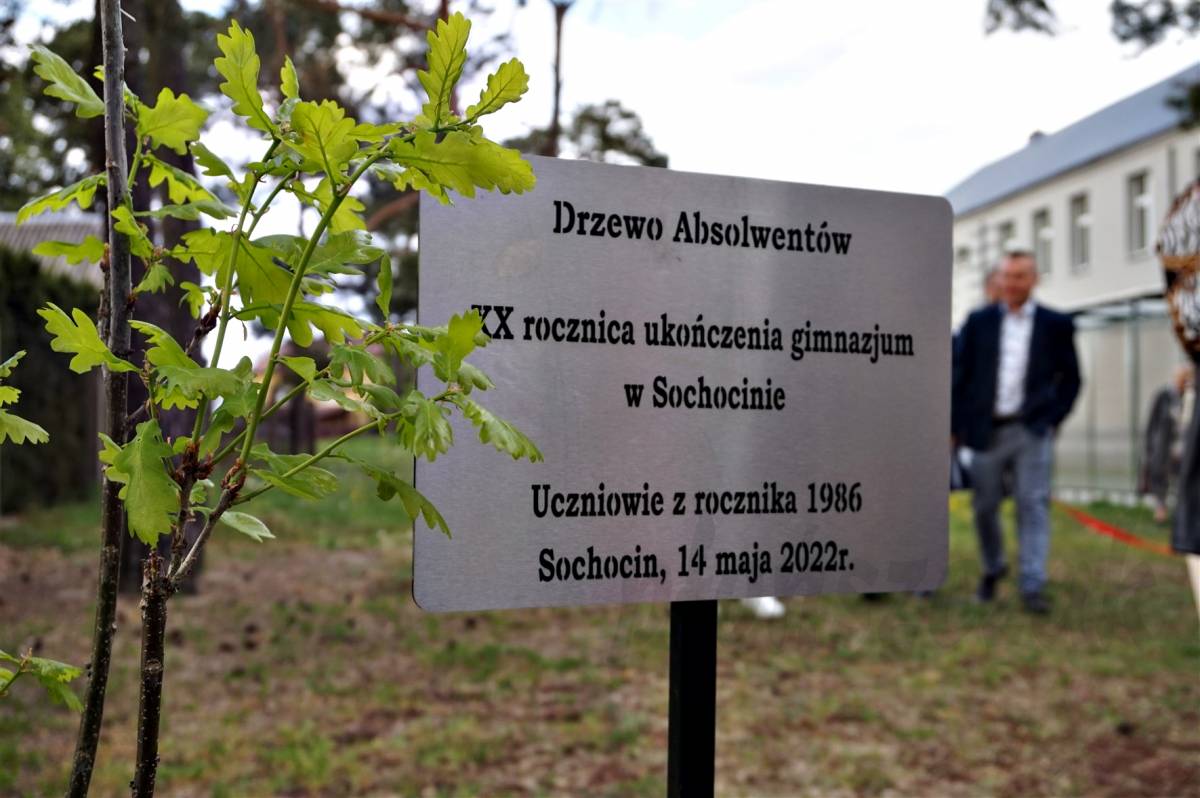 Drzewo Absolwentów
XX rocznica ukończenia gimnazjum
w Sochocinie
Uczniowie z rocznika 1986
Sochocin, 14 maja 2022r.